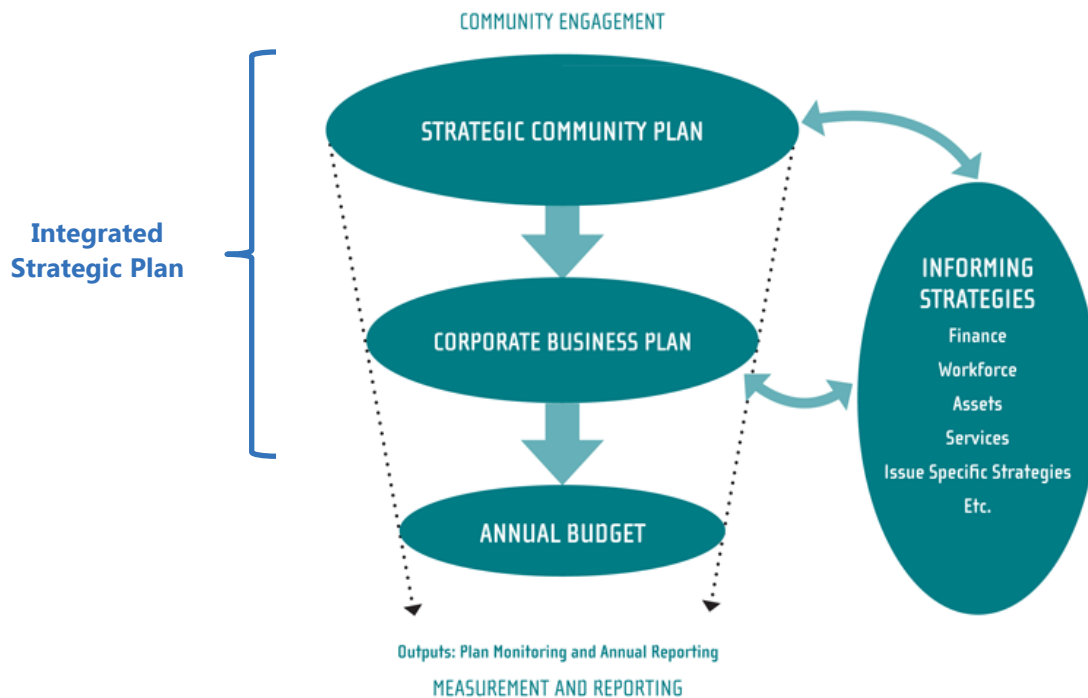 COMMUNITY ENGAGEMENT
STRATEGIC COMMUNITY PLAN
Integrated
Strategic Plan
CORPORATE BUSINESS PLAN
ANNUAL BUDGET
INFORMING
STRATEGIES
Finance
Workforce
Assets
Services
Issue Specific Strategies
Etc.
Outputs: Plan Monitoring and Annual Reporting
MEASUREMENT AND REPORTING